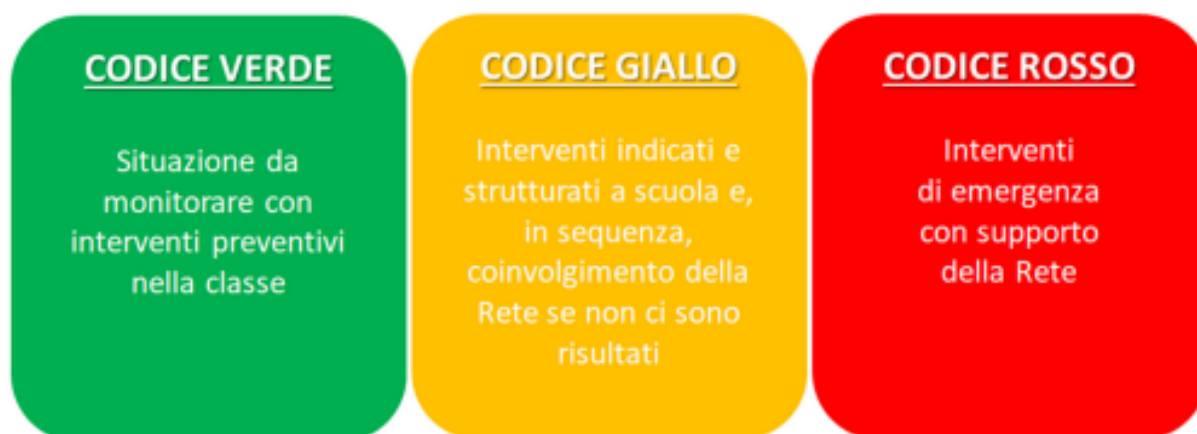 CODICE VERDE
Situazione da
monitorare con
interventi preventivi
nella classe
CODICE GIALLO
Interventi indicati e
strutturati a scuola e,
in sequenza,
coinvolgimento della
Rete se non ci sono
risultati
CODICE ROSSO
Interventi
di emergenza
con supporto
della Rete